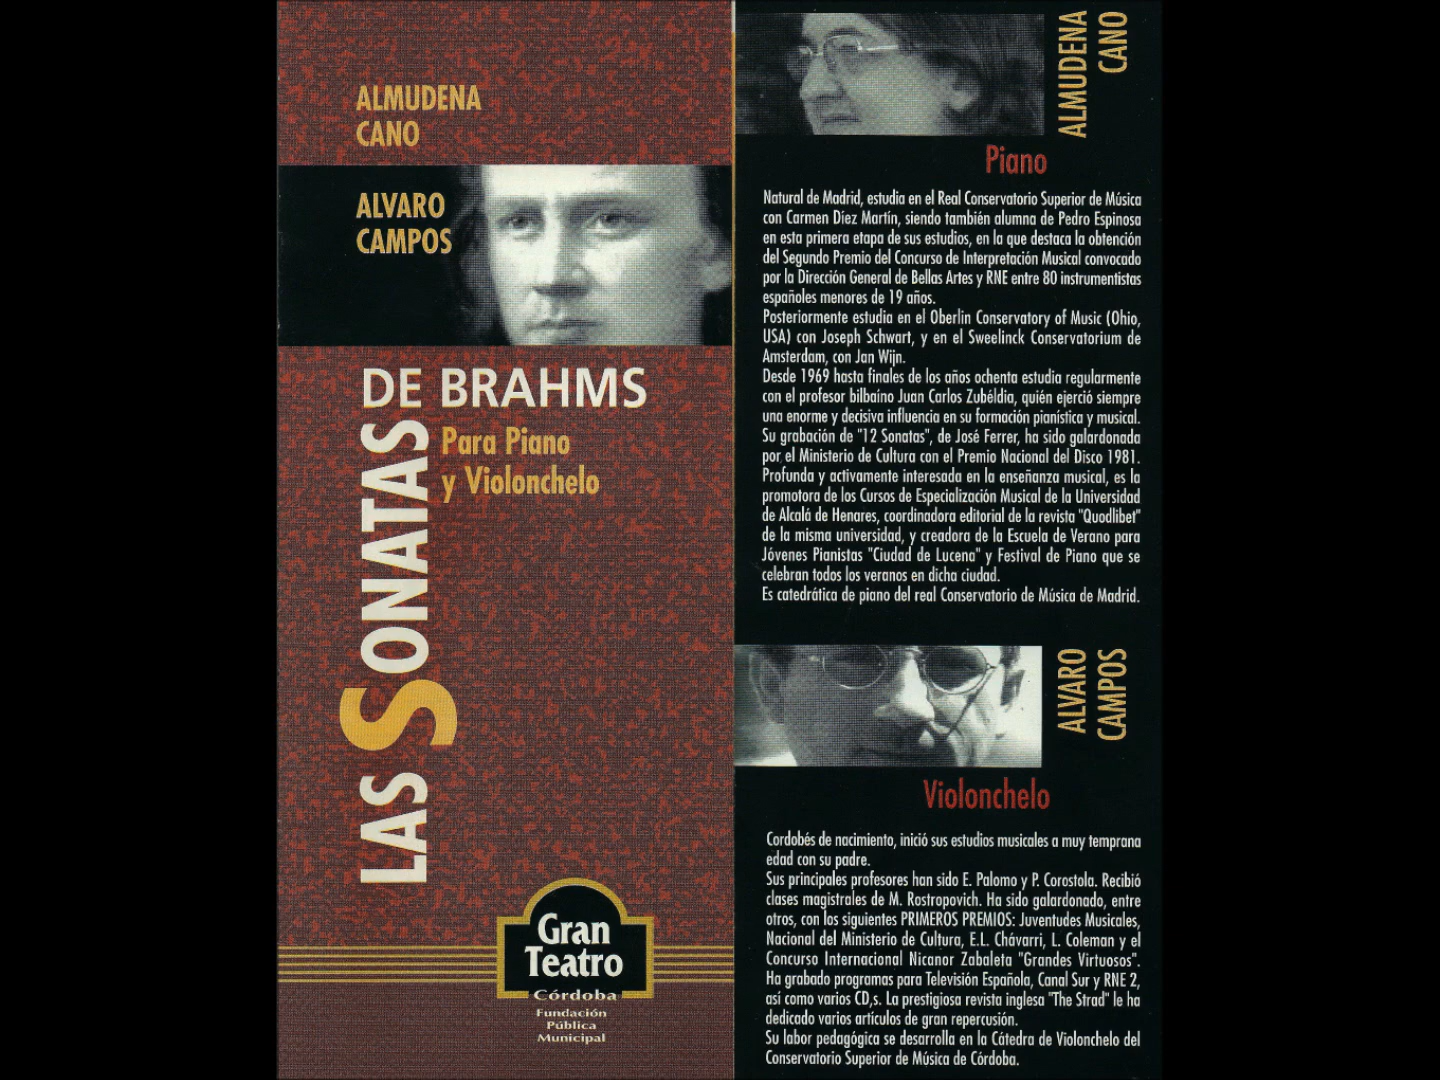 ALMUDENA
CANO
ALVARO
CAMPOS
LAS SONATAS
DE BRAHMS
Para Piano
y Violonchelo
Gran
Teatro
Córdoba
Fundación
Pública
Municipal
ALMUDENA
CANO
Piano
Natural de Madrid, estudia en el Real Conservatorio Superior de Música
con Carmen Díez Martín, siendo también alumna de Pedro Espinosa
en esta primera etapa de sus estudios, en la que destaca la obtención
del Segundo Premio del Concurso de Interpretación Musical convocado
por la Dirección General de Bellas Artes y RNE entre 80 instrumentistas
españoles menores de 19 años.
Posteriormente estudia en el Oberlin Conservatory of Music (Ohio,
USA) con Joseph Schwart, y en el Sweelinck Conservatorium de
Amsterdam, con Jan Wijn.
Desde 1969 hasta finales de los años ochenta estudia regularmente
con el profesor bilbaíno Juan Carlos Zubéldia, quién ejerció siempre
una enorme y decisiva influencia en su formación pianística y musical.
Su grabación de "12 Sonatas", de José Ferrer, ha sido galardonada
por el Ministerio de Cultura con el Premio Nacional del Disco 1981.
Profunda y activamente interesada en la enseñanza musical, es la
promotora de los Cursos de Especialización Musical de la Universidad
de Alcalá de Henares, coordinadora editorial de la revista "Quodlibet"
de la misma universidad, y creadora de la Escuela de Verano para
Jóvenes Pianistas "Ciudad de Lucena" y Festival de Piano que se
celebran todos los veranos en dicha ciudad.
Es catedrática de piano del real Conservatorio de Música de Madrid.
ALVARO
CAMPOS
Violonchelo
Cordobés de nacimiento, inició sus estudios musicales a muy temprana
edad con su padre.
Sus principales profesores han sido E. Palomo y P. Corostola. Recibió
clases magistrales de M. Rostropovich. Ha sido galardonado, entre
otros, con los siguientes PRIMEROS PREMIOS: Juventudes Musicales,
Nacional del Ministerio de Cultura, E.L. Chávarri, L. Coleman y el
Concurso Internacional Nicanor Zabaleta "Grandes Virtuosos".
Ha grabado programas para Televisión Española, Canal Sur y RNE 2,
así como varios CD,s. La prestigiosa revista inglesa "The Strad" le ha
dedicado varios artículos de gran repercusión.
Su labor pedagógica se desarrolla en la Cátedra de Violonchelo del
Conservatorio Superior de Música de Córdoba.